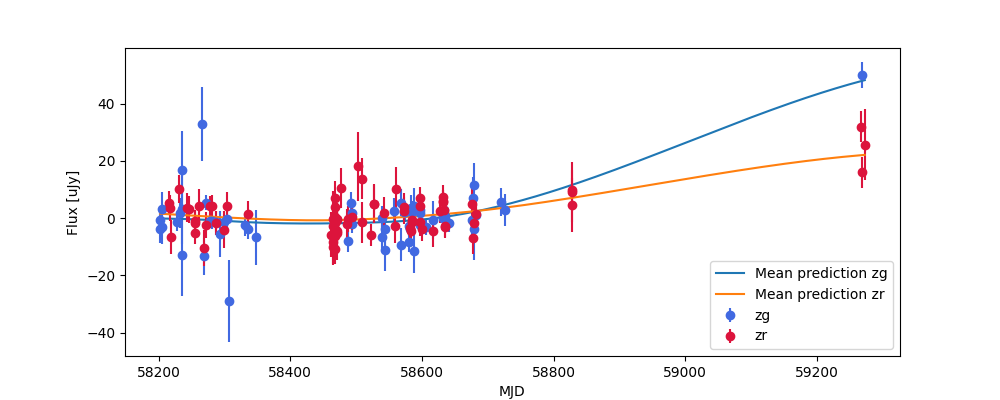 40
20
0
−20
−40
Flux [uJy]
58200 58400 58600 58800 59000 59200
MJD
Mean prediction zg
Mean prediction zr
zg
zr